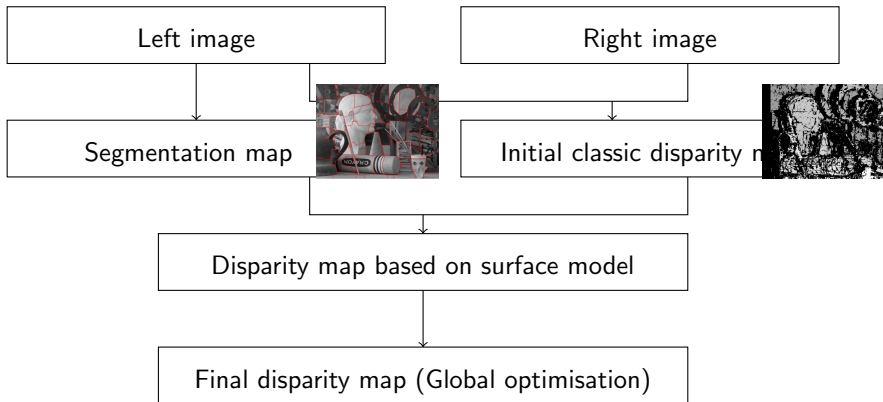 Left image
Right image
Segmentation map
Initial classic disparity
Disparity map based on surface model
Final disparity map (Global optimisation)
CRAYON